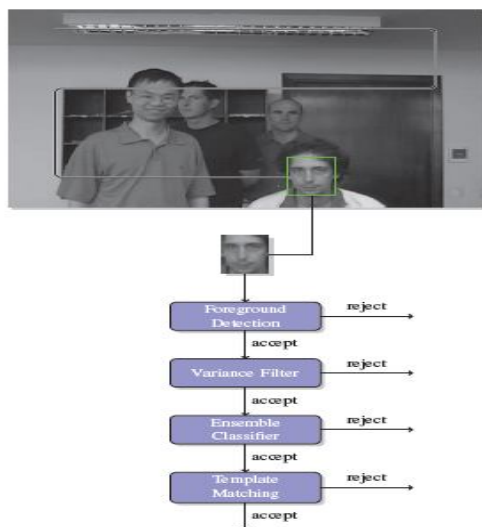 Foreground
Detection
reject
accept
Variance Filter
reject
accept
Ensemble
Classifier
reject
accept
Template
Matching
reject
accept